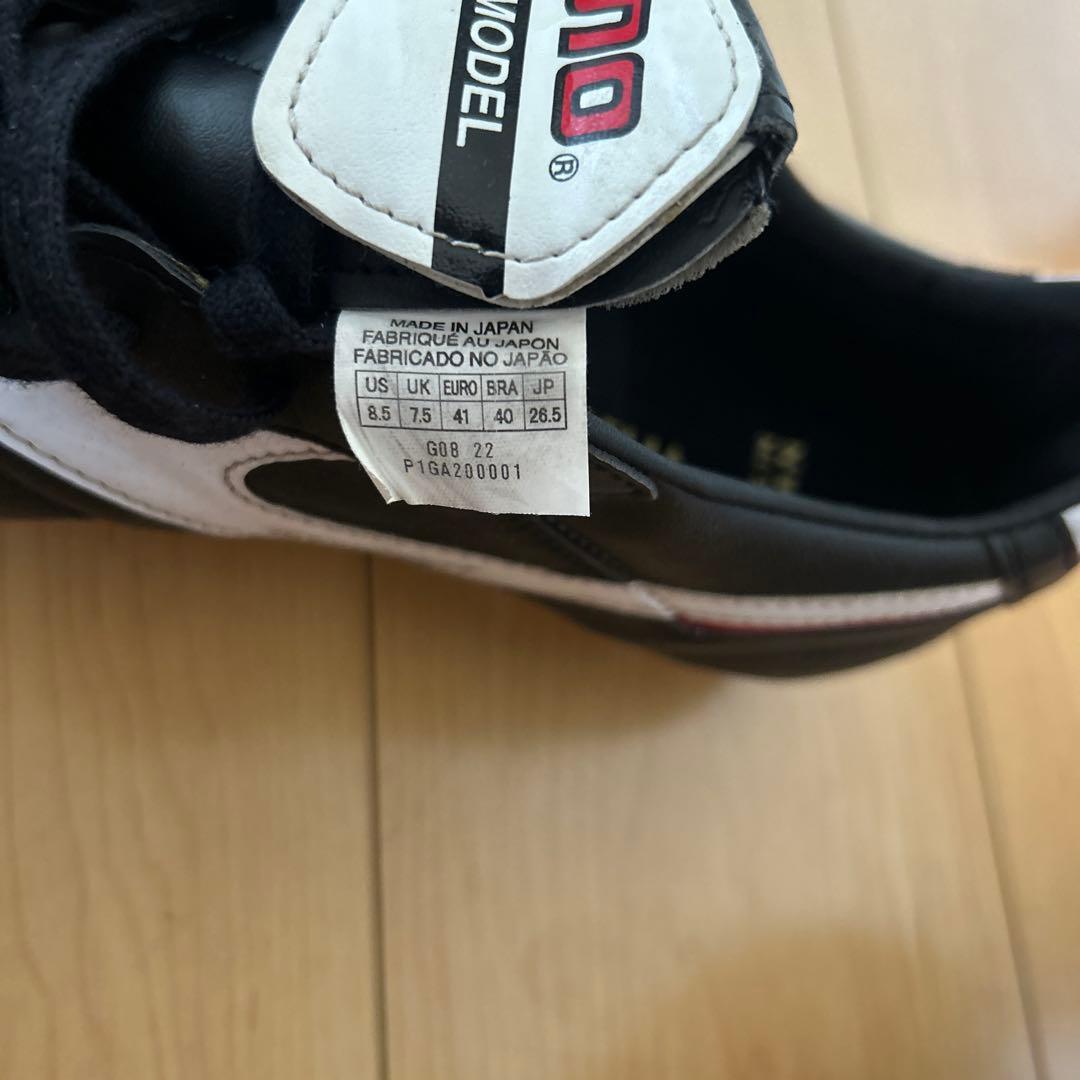 MODEL
no
®
MADE IN JAPAN
FABRIQUÉ AU JAPON
FABRICADO NO JAPÃO
US UK EURO BRA JP
8.5 7.5 41 40 26.5
G08 22
P1GA200001